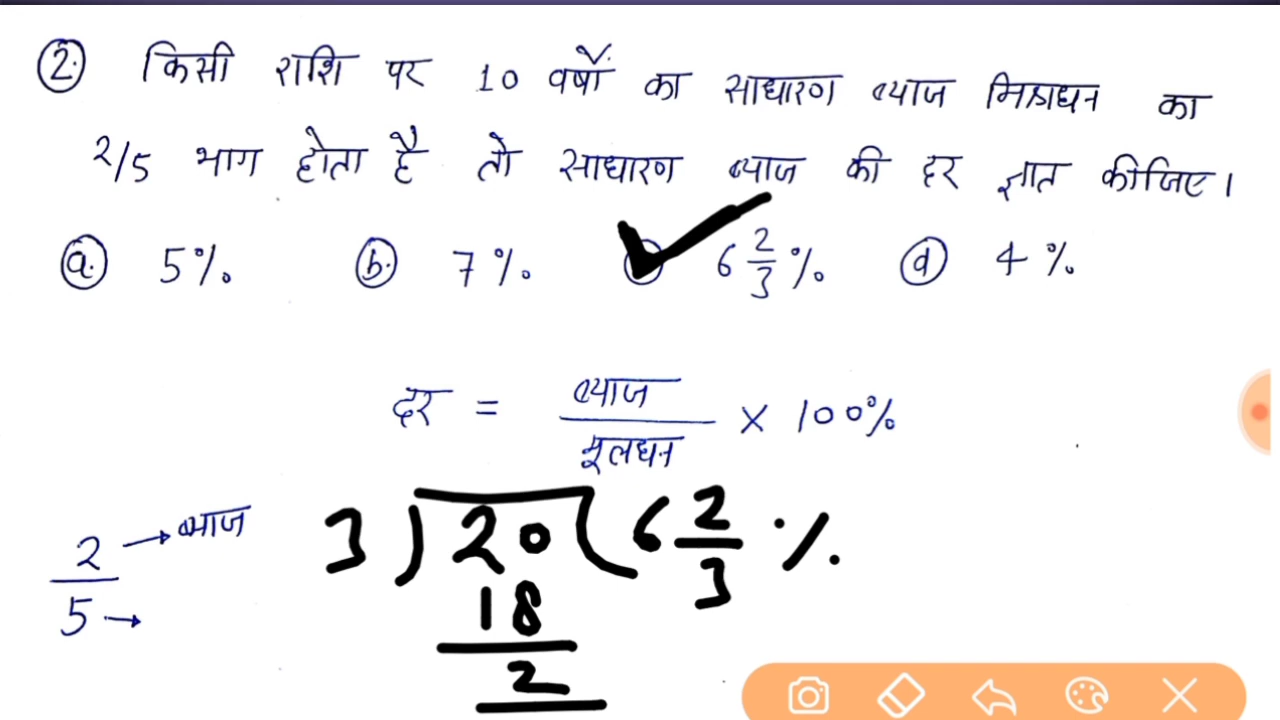 ② किसी राशि पर 10 वर्षों का साधारण ब्याज मिश्रधन का
2/5 भाग होता है तो साधारण ब्याज की दर ज्ञात कीजिए।
ⓐ 5% ⓑ 7% 6 2/3 % ⓓ 4%
दर = ब्याज / मूलधन × 100%
2/5 → ब्याज
3 ) 20 ( 6 2/3 %
18
2